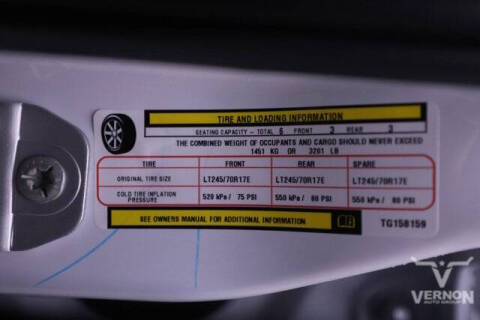 TIRE AND LOADING INFORMATION
SEATING CAPACITY - TOTAL 6 FRONT 3 REAR 3
THE COMBINED WEIGHT OF OCCUPANTS AND CARGO SHOULD NEVER EXCEED
1451 KG OR 3201 LB
TIRE FRONT REAR SPARE
ORIGINAL TIRE SIZE LT245/70R17E LT245/70R17E LT245/70R17E
COLD TIRE INFLATION PRESSURE 520 kPa / 75 PSI 550 kPa / 80 PSI 550 kPa / 80 PSI
SEE OWNERS MANUAL FOR ADDITIONAL INFORMATION TG158159
VERNON
AUTO GROUP